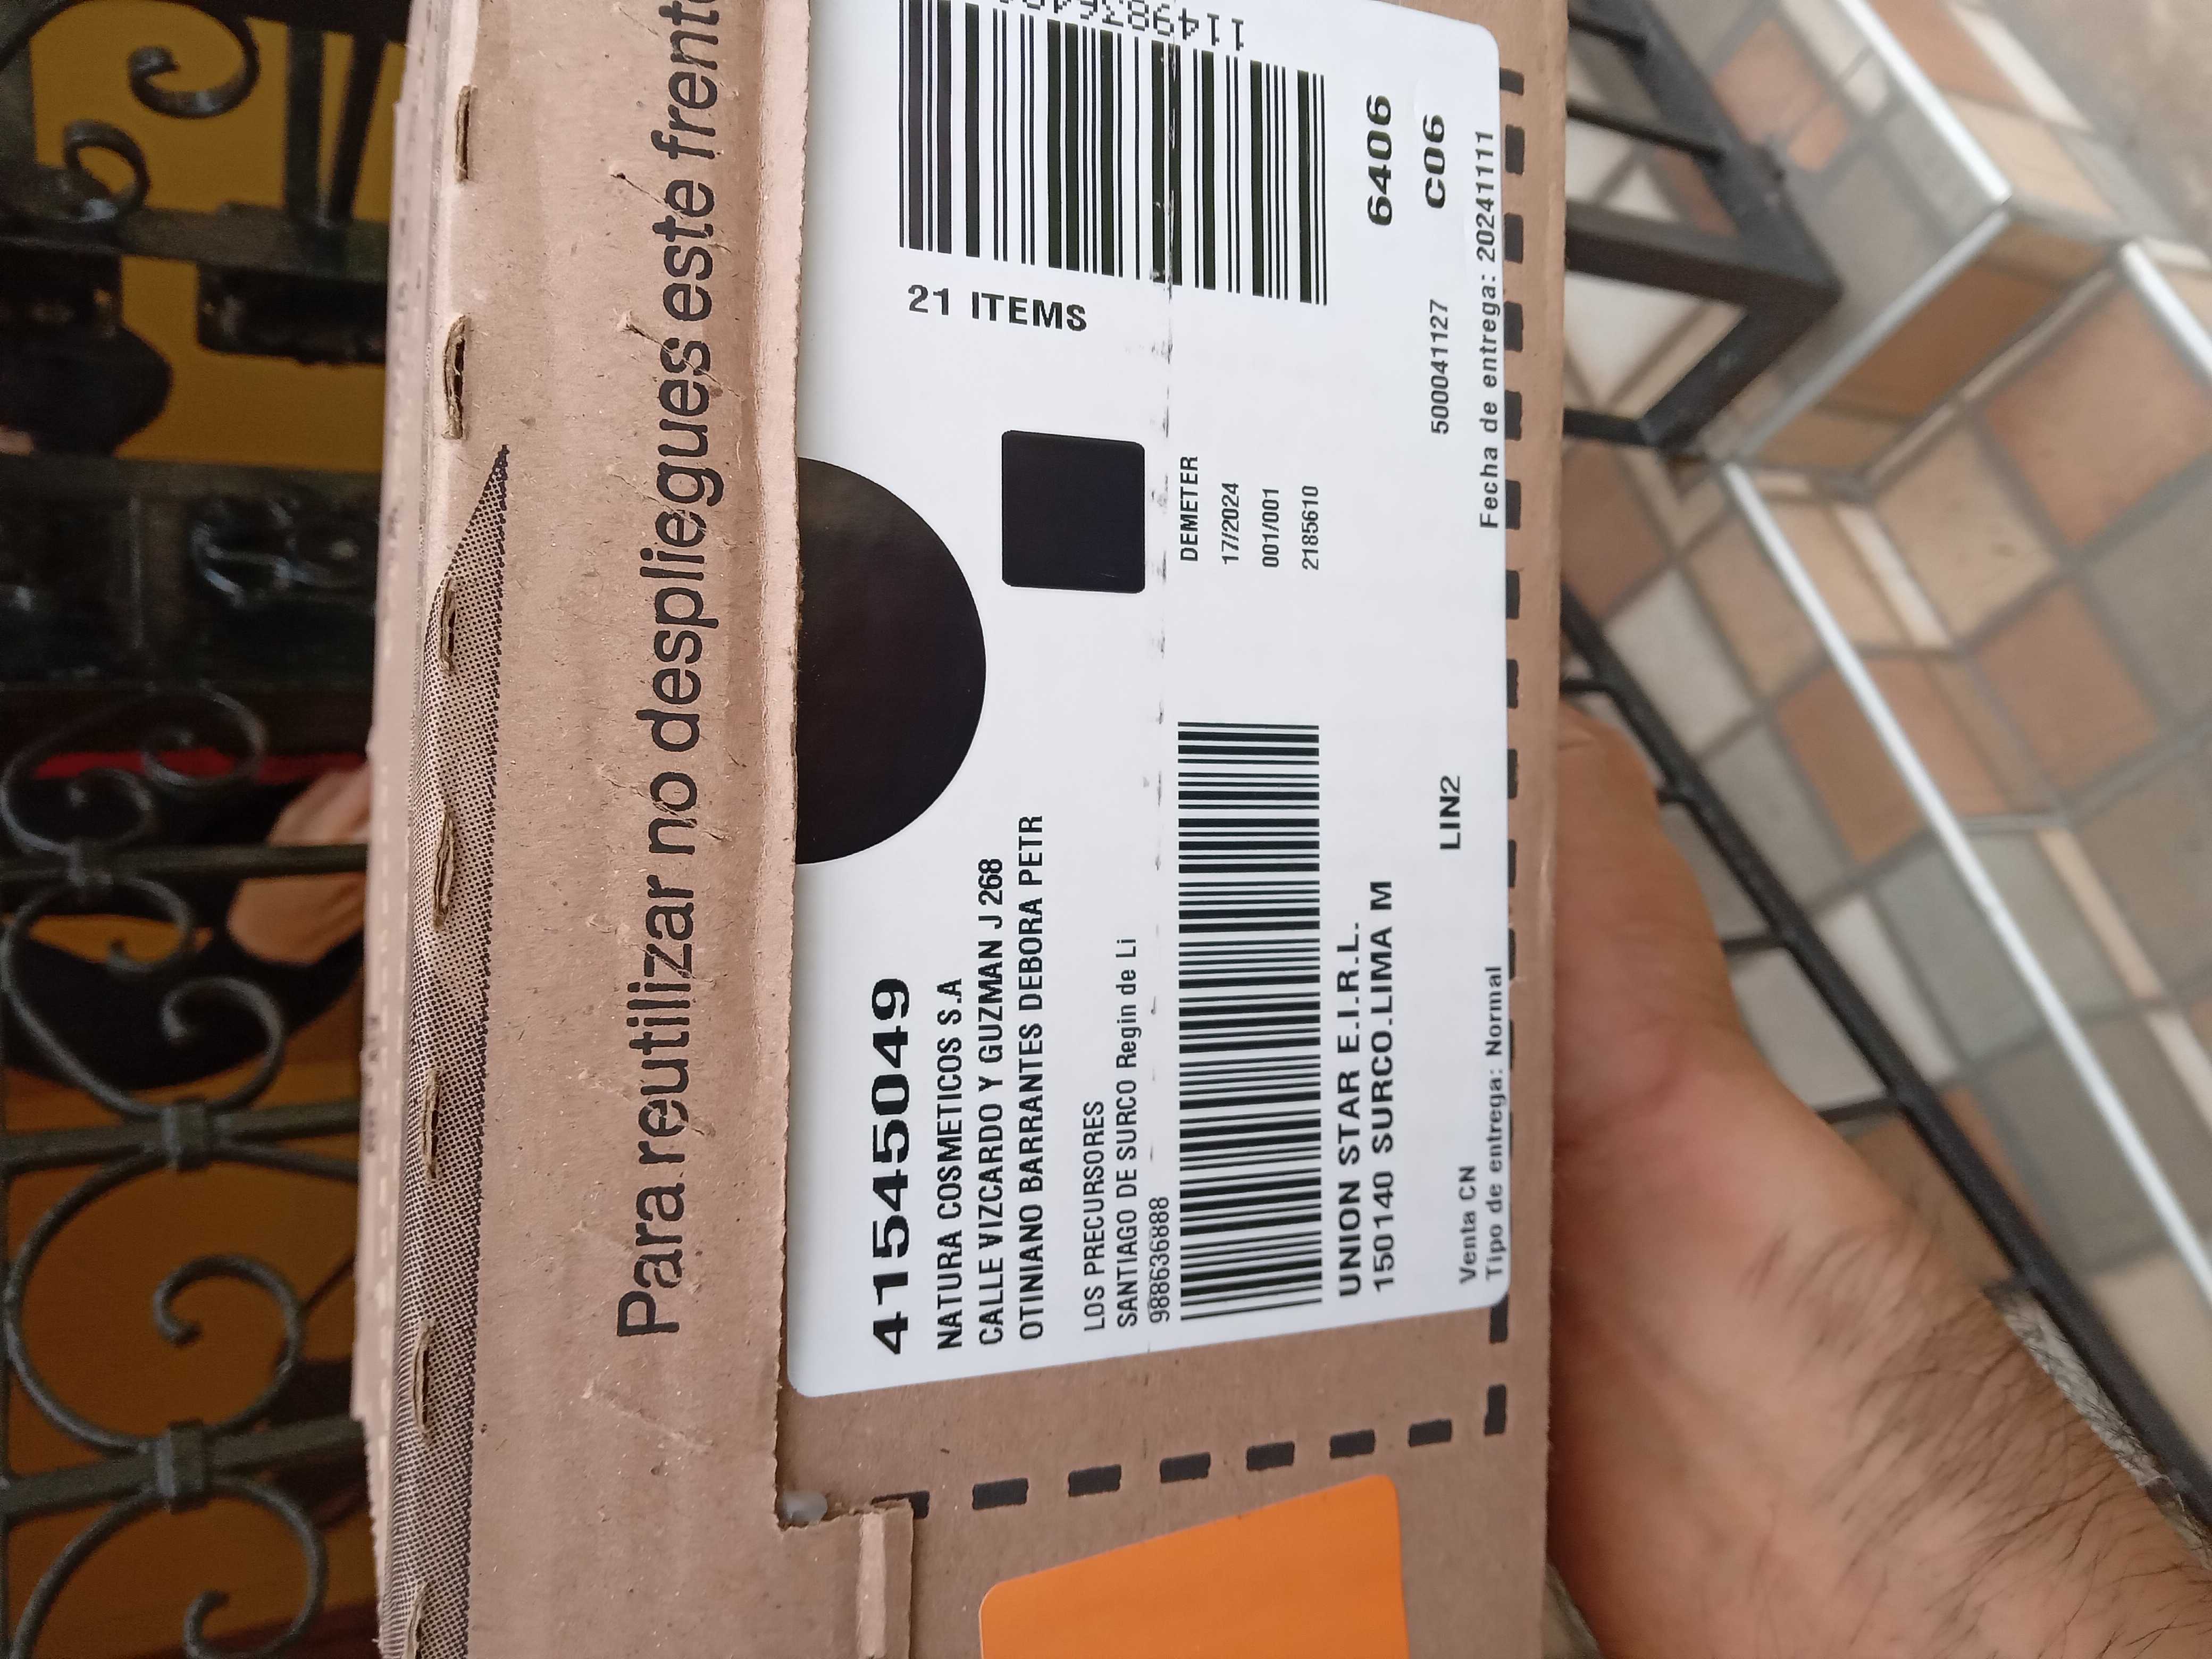 Para reutilizar no despliegues este
41545049
NATURA COSMETICOS S.A
CALLE VIZCARDO Y GUZMAN J 268
OTINIANO BARRANTES DEBORA PETR
LOS PRECURSORES
SANTIAGO DE SURCO Regin de Li
988636888
UNION STAR E.I.R.L.
150140 SURCO.LIMA M
LIN2
Venta CN
Tipo de entrega: Normal
21 ITEMS
DEMETER
17/2024
001/001
2185610
6406
C06
500041127
Fecha de entrega: 20241111